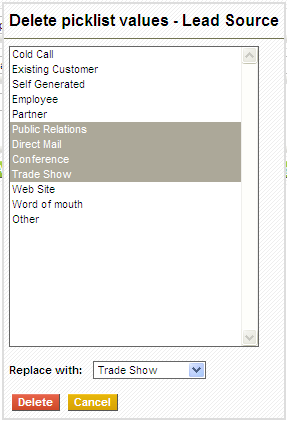 Delete picklist values - Lead Source
Cold Call
Existing Customer
Self Generated
Employee
Partner
Public Relations
Direct Mail
Conference
Trade Show
Web Site
Word of mouth
Other
Replace with: Trade Show
Delete Cancel